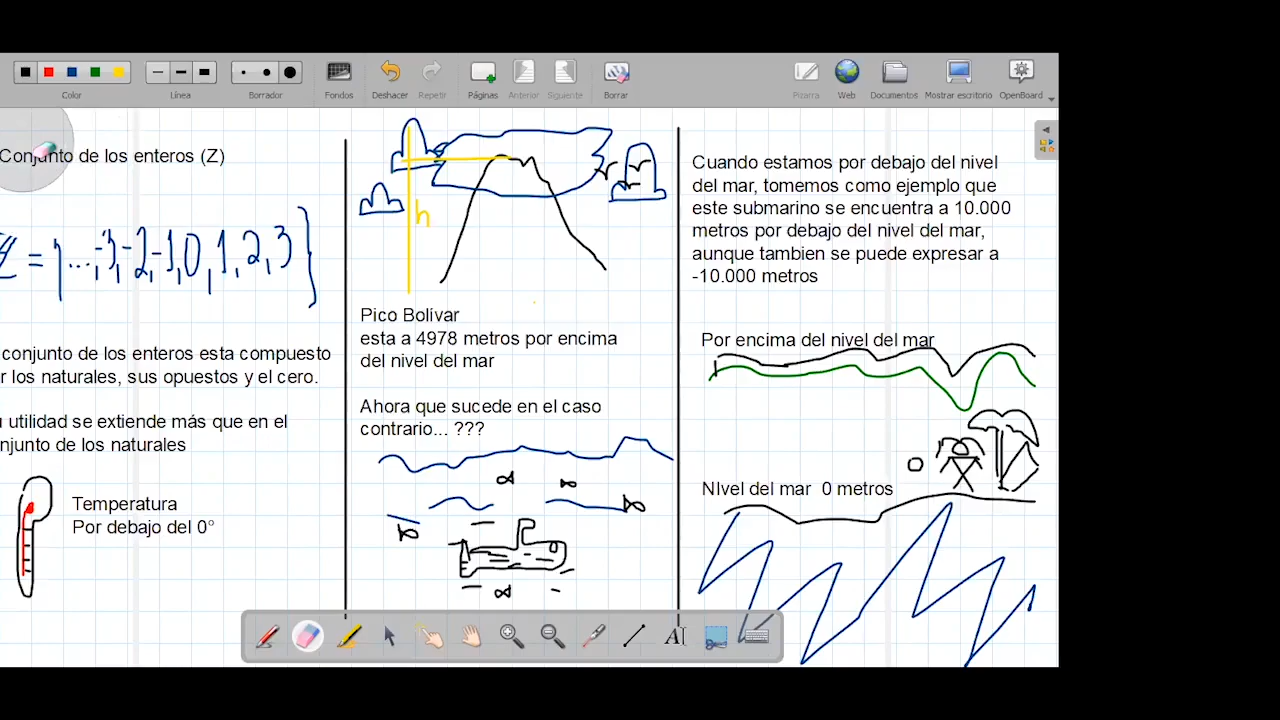 Color
Línea
Borrador
Fondos
Deshacer
Repetir
Páginas
Anterior
Siguiente
Borrar
Pizarra
Web
Documentos
Mostrar escritorio
OpenBoard
Conjunto de los enteros (Z)
= {...,-3,-2,-1,0,1,2,3}
conjunto de los enteros esta compuesto
r los naturales, sus opuestos y el cero.
utilidad se extiende más que en el
njunto de los naturales
Temperatura
Por debajo del 0°
h
Pico Bolivar
esta a 4978 metros por encima
del nivel del mar
Ahora que sucede en el caso
contrario... ???
Cuando estamos por debajo del nivel
del mar, tomemos como ejemplo que
este submarino se encuentra a 10.000
metros por debajo del nivel del mar,
aunque tambien se puede expresar a
-10.000 metros
Por encima del nivel del mar
NIvel del mar 0 metros